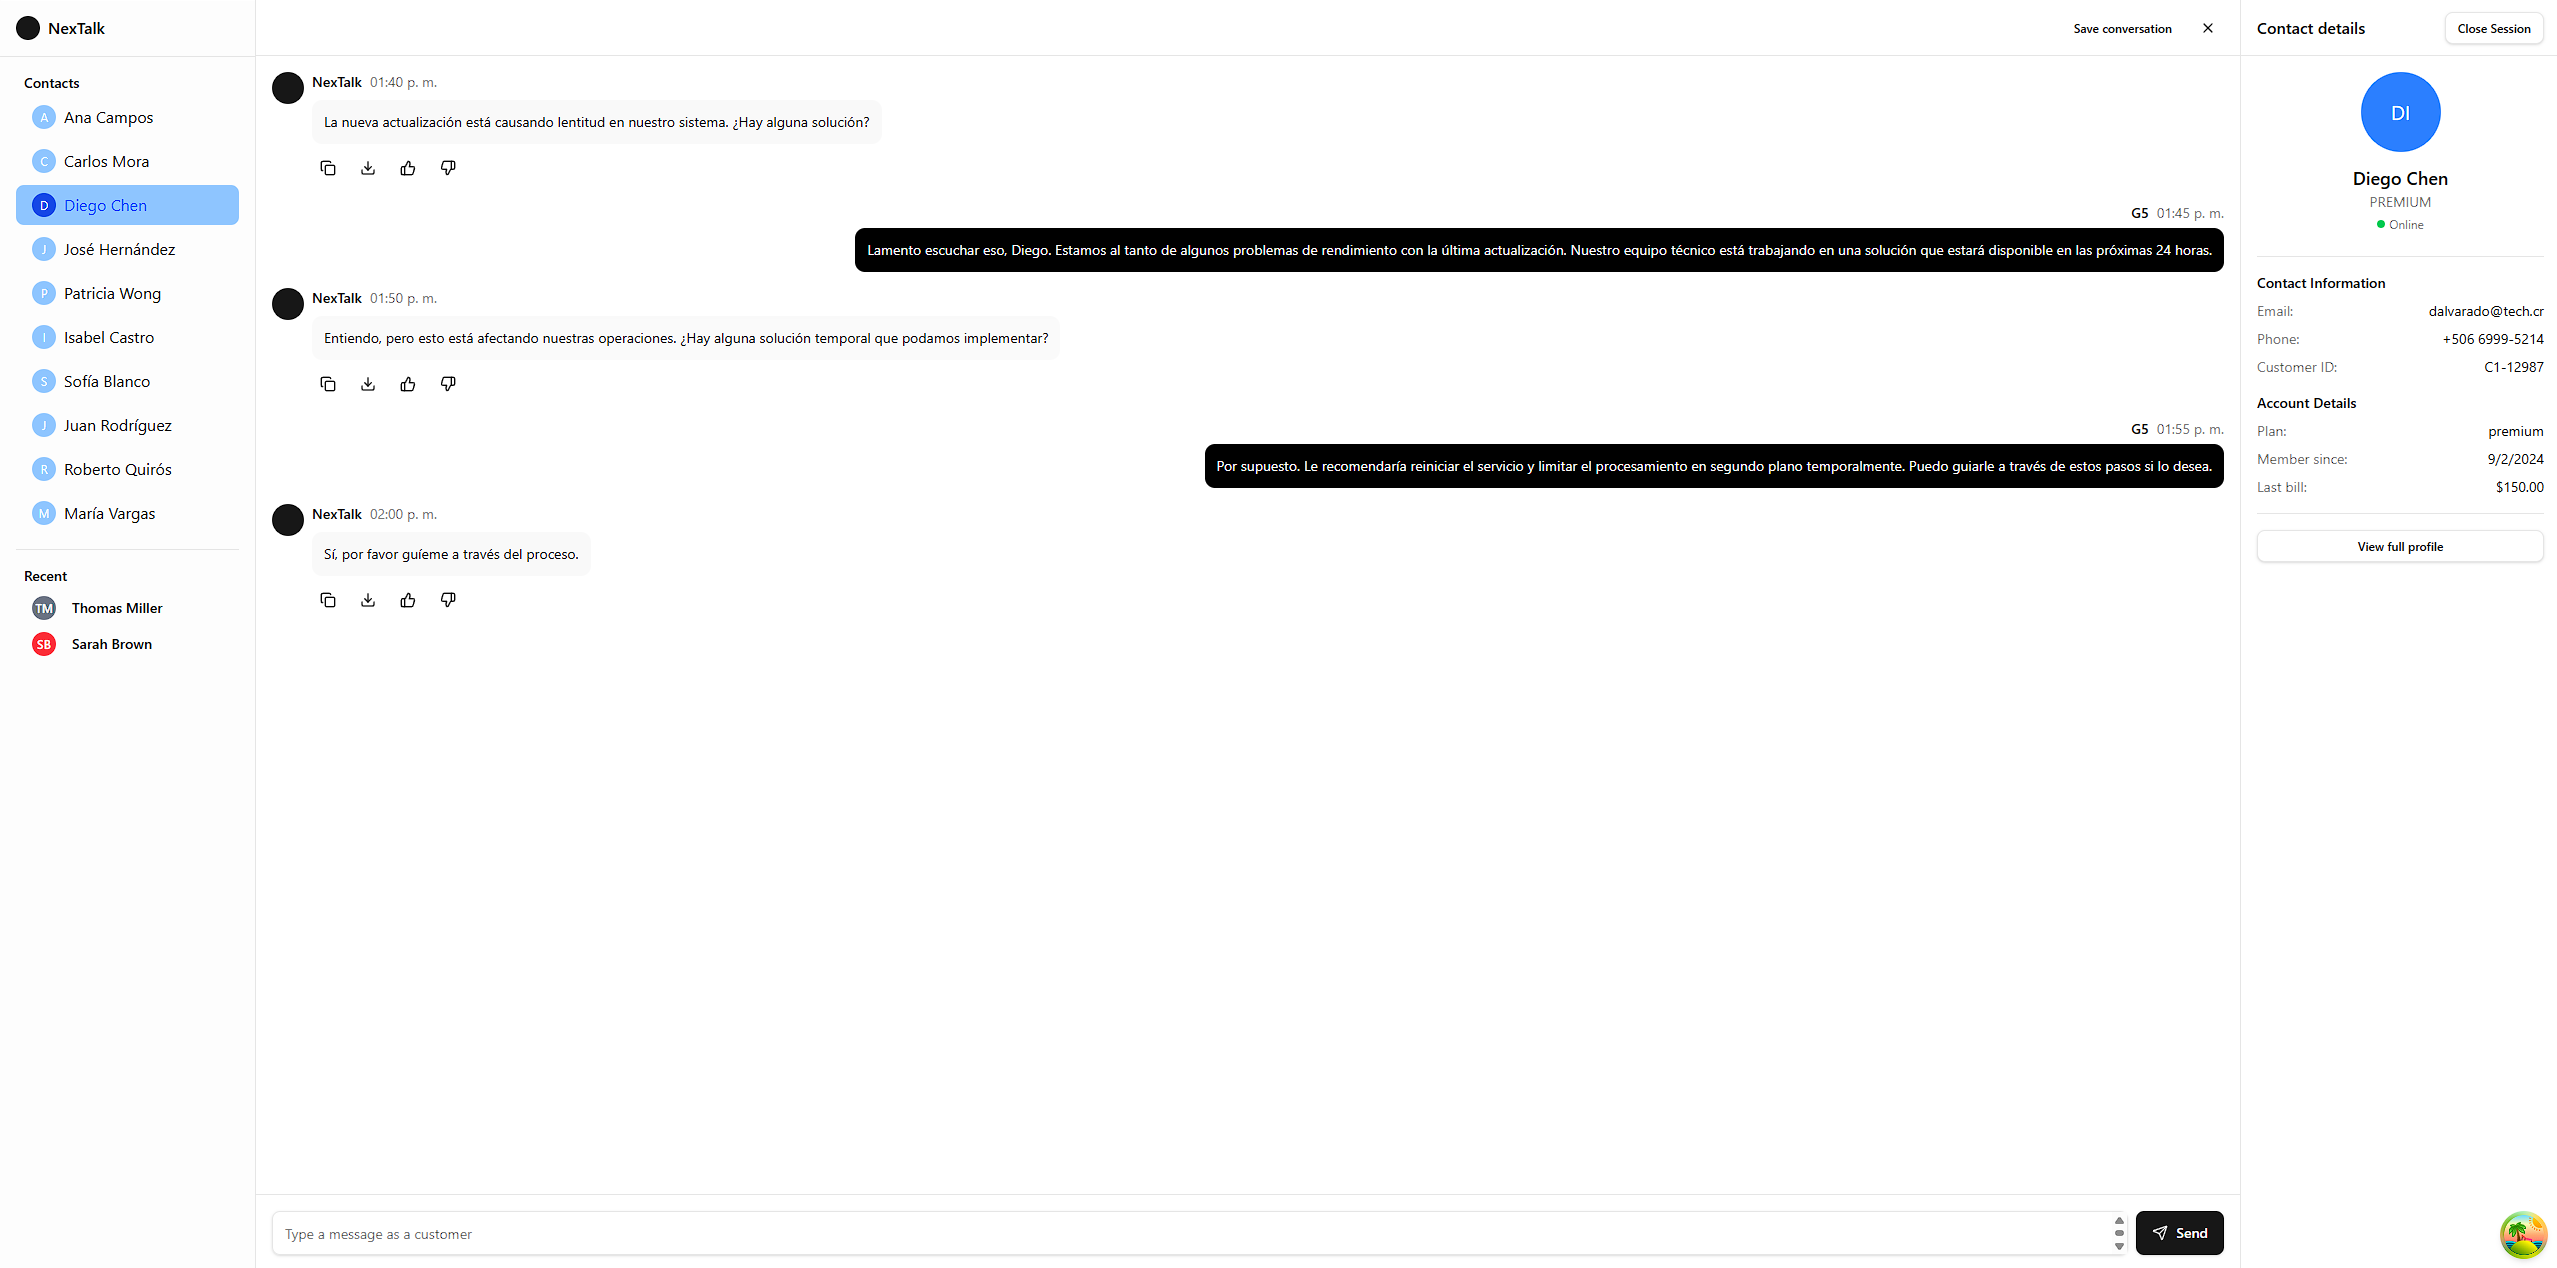 NexTalk
Contacts
A Ana Campos
C Carlos Mora
D Diego Chen
J José Hernández
P Patricia Wong
I Isabel Castro
S Sofía Blanco
J Juan Rodríguez
R Roberto Quirós
M María Vargas
Recent
TM Thomas Miller
SB Sarah Brown
Save conversation
NexTalk 01:40 p. m.
La nueva actualización está causando lentitud en nuestro sistema. ¿Hay alguna solución?
G5 01:45 p. m.
Lamento escuchar eso, Diego. Estamos al tanto de algunos problemas de rendimiento con la última actualización. Nuestro equipo técnico está trabajando en una solución que estará disponible en las próximas 24 horas.
NexTalk 01:50 p. m.
Entiendo, pero esto está afectando nuestras operaciones. ¿Hay alguna solución temporal que podamos implementar?
G5 01:55 p. m.
Por supuesto. Le recomendaría reiniciar el servicio y limitar el procesamiento en segundo plano temporalmente. Puedo guiarle a través de estos pasos si lo desea.
NexTalk 02:00 p. m.
Sí, por favor guíeme a través del proceso.
Type a message as a customer
Send
Contact details
Close Session
DI
Diego Chen
PREMIUM
Online
Contact Information
Email: dalvarado@tech.cr
Phone: +506 6999-5214
Customer ID: C1-12987
Account Details
Plan: premium
Member since: 9/2/2024
Last bill: $150.00
View full profile